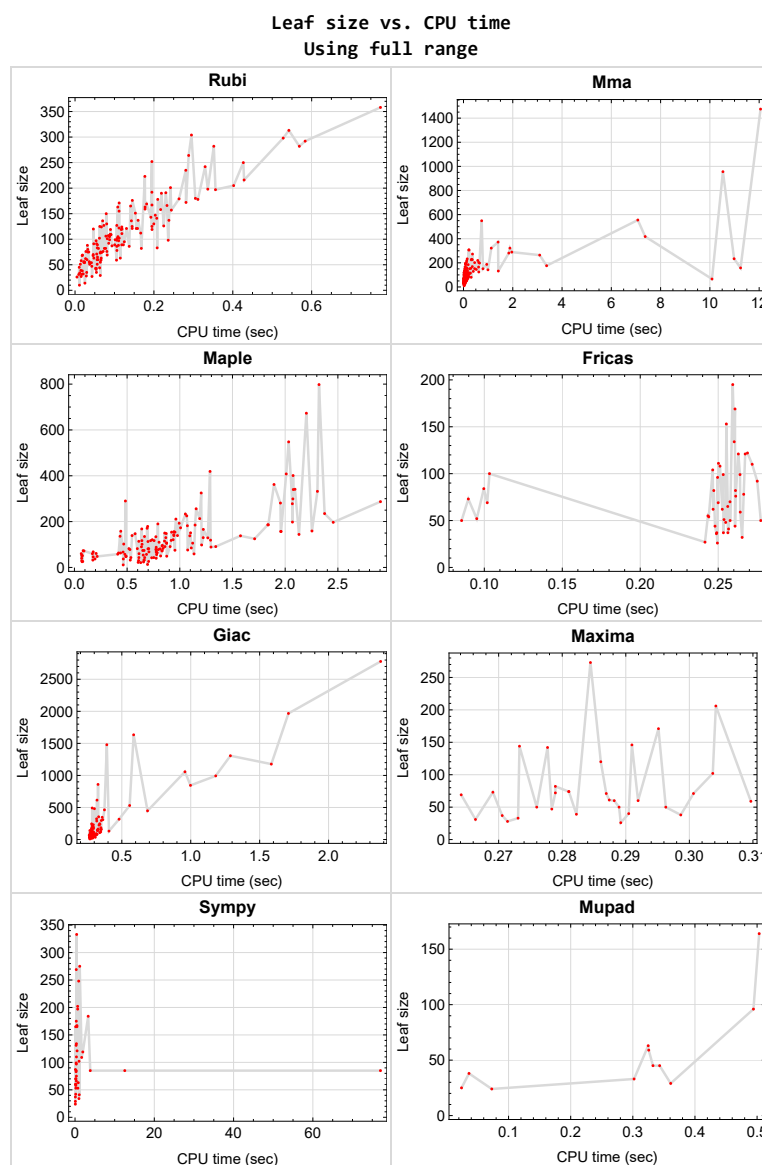 Leaf size vs. CPU time
Using full range
Rubi
Leaf size
350
300
250
200
150
100
50
0
0.0 0.2 0.4 0.6
CPU time (sec)
Mma
Leaf size
1400
1200
1000
800
600
400
200
0
0 2 4 6 8 10 12
CPU time (sec)
Maple
Leaf size
800
600
400
200
0
0.0 0.5 1.0 1.5 2.0 2.5
CPU time (sec)
Fricas
Leaf size
200
150
100
50
0
0.10 0.15 0.20 0.25
CPU time (sec)
Giac
Leaf size
2500
2000
1500
1000
500
0
0.5 1.0 1.5 2.0
CPU time (sec)
Maxima
Leaf size
250
200
150
100
50
0
0.27 0.28 0.29 0.30 0.31
CPU time (sec)
Sympy
Leaf size
350
300
250
200
150
100
50
0
0 20 40 60
CPU time (sec)
Mupad
Leaf size
150
100
50
0
0.1 0.2 0.3 0.4 0.5
CPU time (sec)